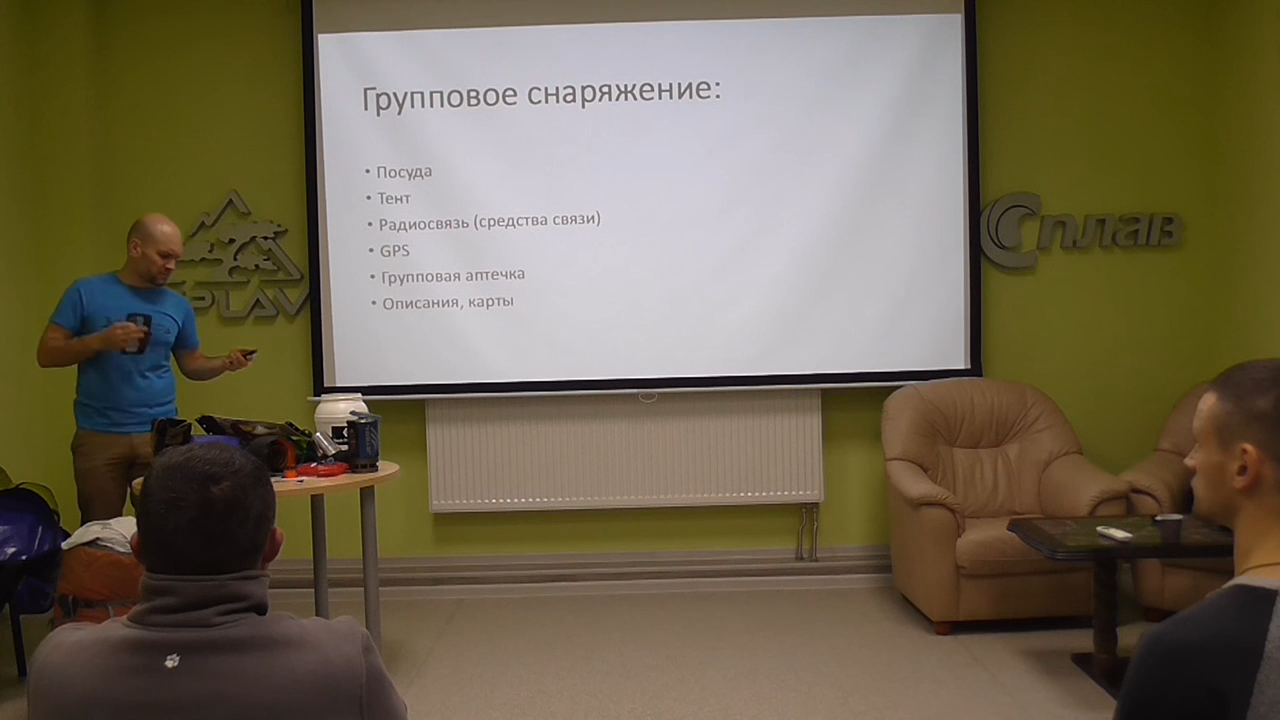 Групповое снаряжение:
• Посуда
• Тент
• Радиосвязь (средства связи)
• GPS
• Групповая аптечка
• Описания, карты
SPLAV
Сплав